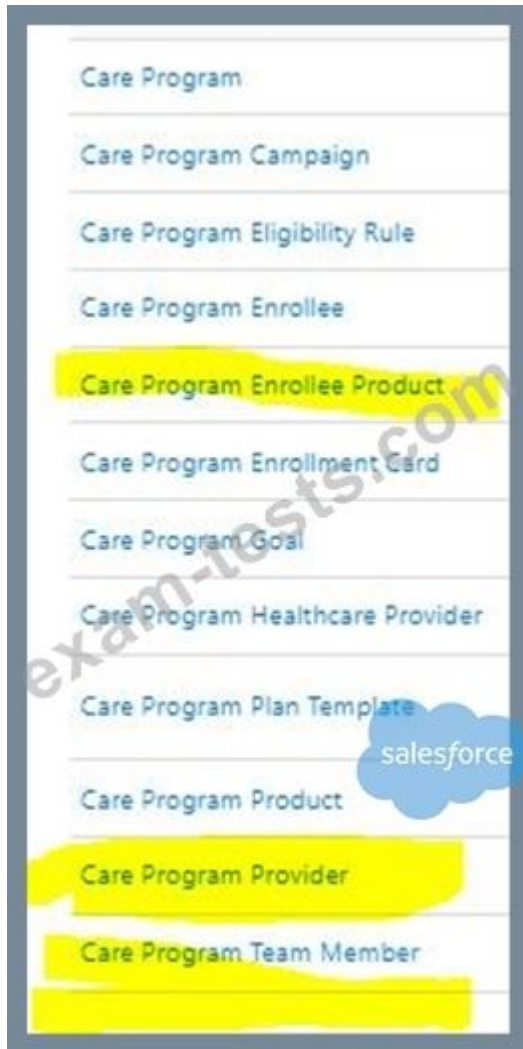 Care Program
Care Program Campaign
Care Program Eligibility Rule
Care Program Enrollee
Care Program Enrollee Product
Care Program Enrollment Card
Care Program Goal
Care Program Healthcare Provider
Care Program Plan Template
salesforce
Care Program Product
Care Program Provider
Care Program Team Member
exam-tests.com